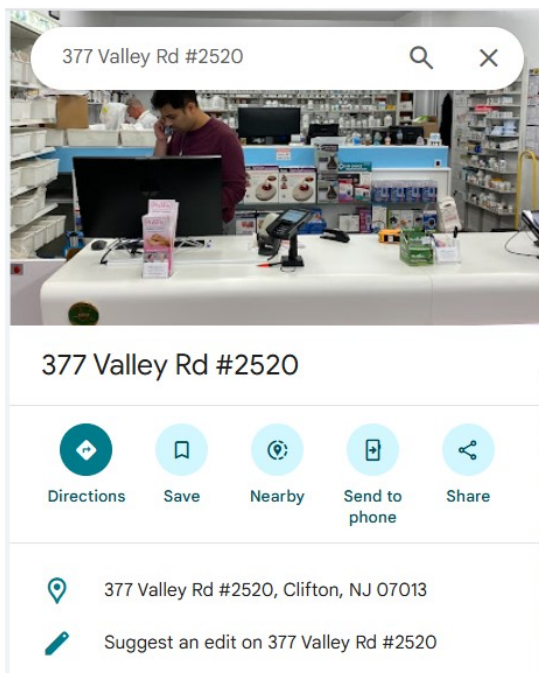 377 Valley Rd #2520
377 Valley Rd #2520
Directions
Save
Nearby
Send to
phone
Share
377 Valley Rd #2520, Clifton, NJ 07013
Suggest an edit on 377 Valley Rd #2520